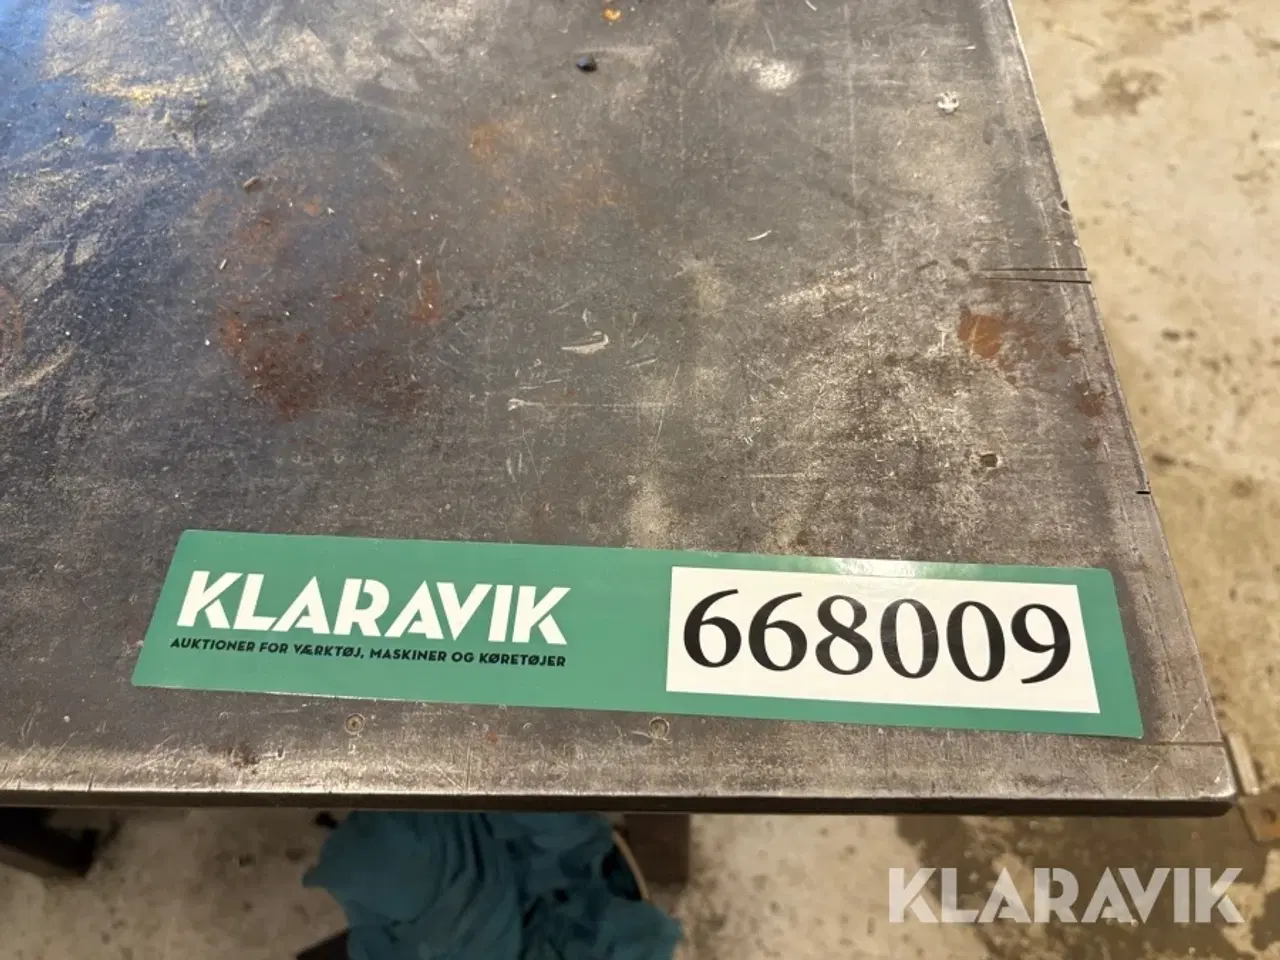 KLARAVIK
AUKTIONER FOR VÆRKTØJ, MASKINER OG KØRETØJER
668009
KLARAVIK